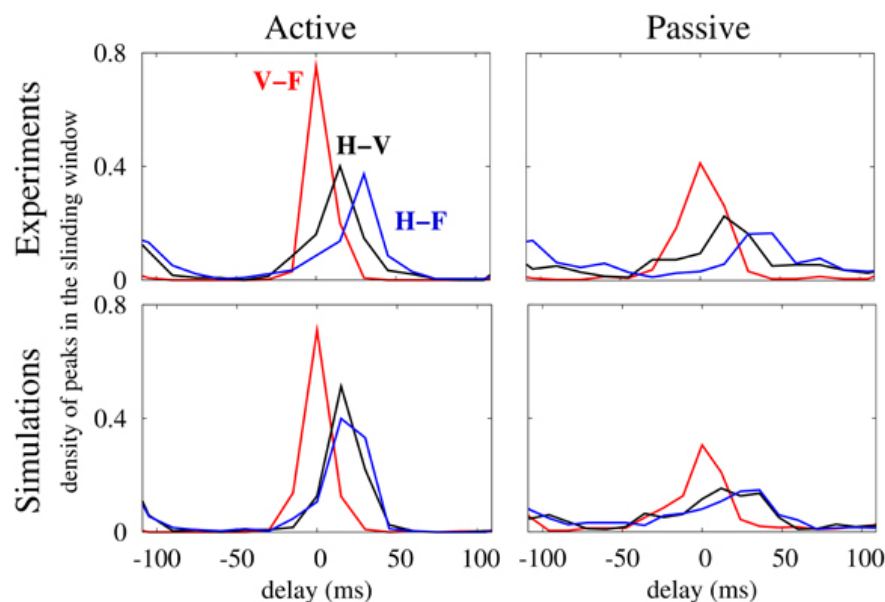 Active Passive
Experiments
Simulations
density of peaks in the slinding window
0.8
0.4
0
V–F
H–V
H–F
0.8
0.4
0
-100 -50 0 50 100
delay (ms)
-100 -50 0 50 100
delay (ms)